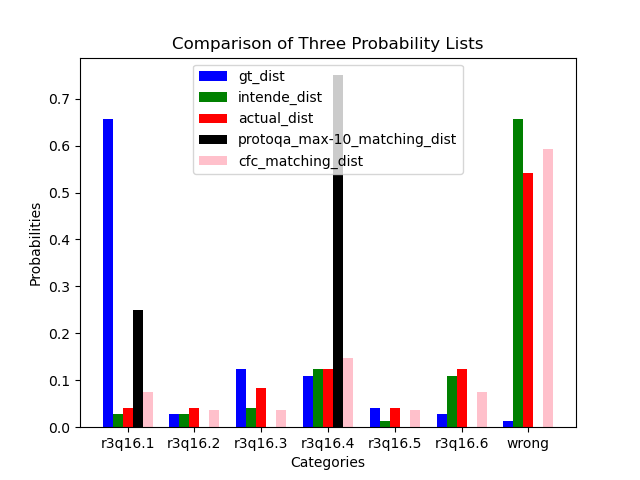 Comparison of Three Probability Lists
gt_dist
intende_dist
actual_dist
protoqa_max-10_matching_dist
cfc_matching_dist
Probabilities
0.7
0.6
0.5
0.4
0.3
0.2
0.1
0.0
r3q16.1 r3q16.2 r3q16.3 r3q16.4 r3q16.5 r3q16.6 wrong
Categories